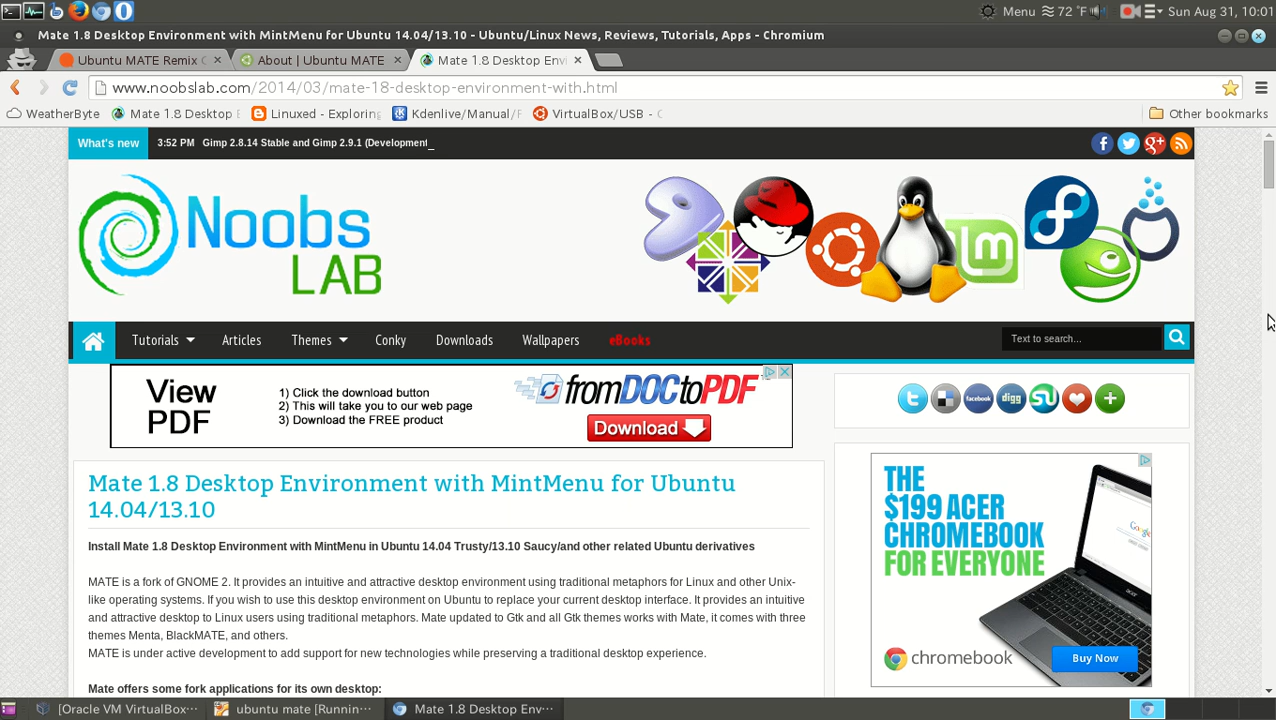 Menu 72 °F Sun Aug 31, 10:01
Mate 1.8 Desktop Environment with MintMenu for Ubuntu 14.04/13.10 - Ubuntu/Linux News, Reviews, Tutorials, Apps - Chromium
Ubuntu MATE Remix
About | Ubuntu MATE
Mate 1.8 Desktop Envi
www.noobslab.com/2014/03/mate-18-desktop-environment-with.html
WeatherByte
Mate 1.8 Desktop E
Linuxed - Exploring
Kdenlive/Manual/F
VirtualBox/USB - C
Other bookmarks
What's new
3:52 PM Gimp 2.8.14 Stable and Gimp 2.9.1 (Development_
Noobs
LAB
lm
Tutorials
Articles
Themes
Conky
Downloads
Wallpapers
eBooks
Text to search...
View
PDF
1) Click the download button
2) This will take you to our web page
3) Download the FREE product
fromDOCtoPDF
Download
facebook
digg
Mate 1.8 Desktop Environment with MintMenu for Ubuntu
14.04/13.10
Install Mate 1.8 Desktop Environment with MintMenu in Ubuntu 14.04 Trusty/13.10 Saucy/and other related Ubuntu derivatives
MATE is a fork of GNOME 2. It provides an intuitive and attractive desktop environment using traditional metaphors for Linux and other Unix-
like operating systems. If you wish to use this desktop environment on Ubuntu to replace your current desktop interface. It provides an intuitive
and attractive desktop to Linux users using traditional metaphors. Mate updated to Gtk and all Gtk themes works with Mate, it comes with three
themes Menta, BlackMATE, and others.
MATE is under active development to add support for new technologies while preserving a traditional desktop experience.
Mate offers some fork applications for its own desktop:
THE
$199 ACER
CHROMEBOOK
FOR EVERYONE
Google
acer
chromebook
Buy Now
[Oracle VM VirtualBox...
ubuntu mate [Runnin...
Mate 1.8 Desktop Env...